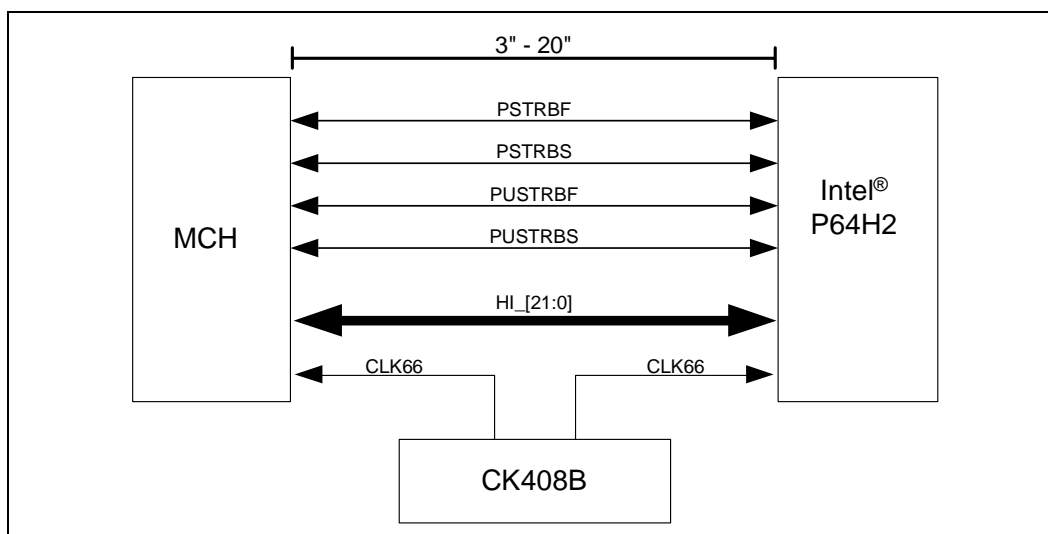 3" - 20"
PSTRBF
PSTRBS
PUSTRBF
PUSTRBS
MCH
Intel®
P64H2
HI_[21:0]
CLK66
CLK66
CK408B